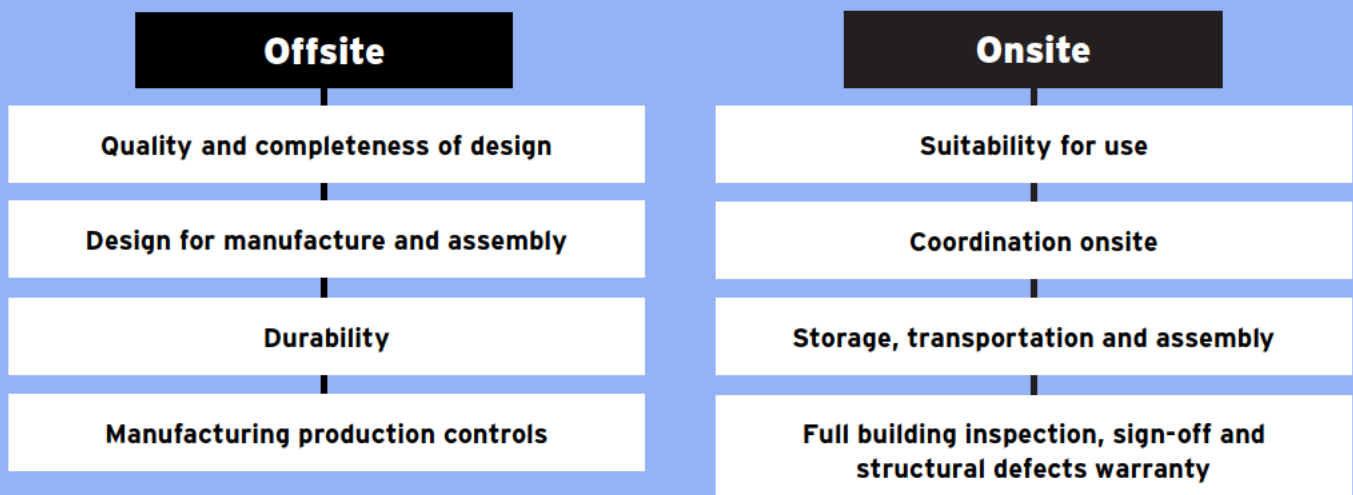 Offsite
Quality and completeness of design
Design for manufacture and assembly
Durability
Manufacturing production controls
Onsite
Suitability for use
Coordination onsite
Storage, transportation and assembly
Full building inspection, sign-off and
structural defects warranty